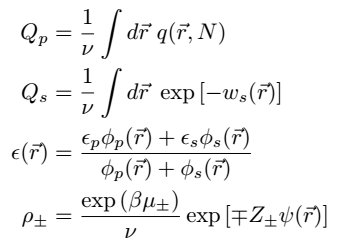 Q_p = \frac{1}{\nu} \int d\vec{r} \; q(\vec{r}, N)
Q_s = \frac{1}{\nu} \int d\vec{r} \; \exp\left[-w_s(\vec{r})\right]
\epsilon(\vec{r}) = \frac{\epsilon_p \phi_p(\vec{r}) + \epsilon_s \phi_s(\vec{r})}{\phi_p(\vec{r}) + \phi_s(\vec{r})}
\rho_{\pm} = \frac{\exp\left(\beta \mu_{\pm}\right)}{\nu} \exp\left[\mp Z_{\pm} \psi(\vec{r})\right]